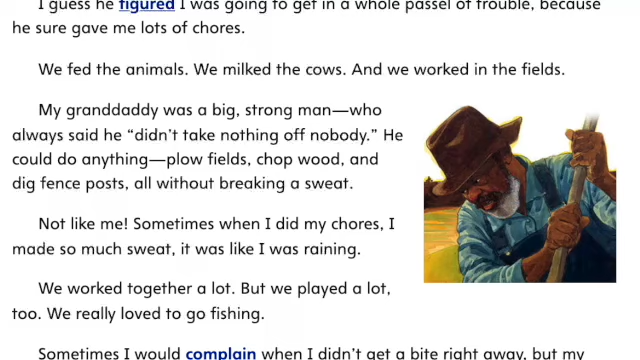 I guess he figured I was going to get in a whole passel of trouble, because
he sure gave me lots of chores.
We fed the animals. We milked the cows. And we worked in the fields.
My granddaddy was a big, strong man—who
always said he “didn’t take nothing off nobody.” He
could do anything—plow fields, chop wood, and
dig fence posts, all without breaking a sweat.
Not like me! Sometimes when I did my chores, I
made so much sweat, it was like I was raining.
We worked together a lot. But we played a lot,
too. We really loved to go fishing.
Sometimes I would complain when I didn’t get a bite right away, but my